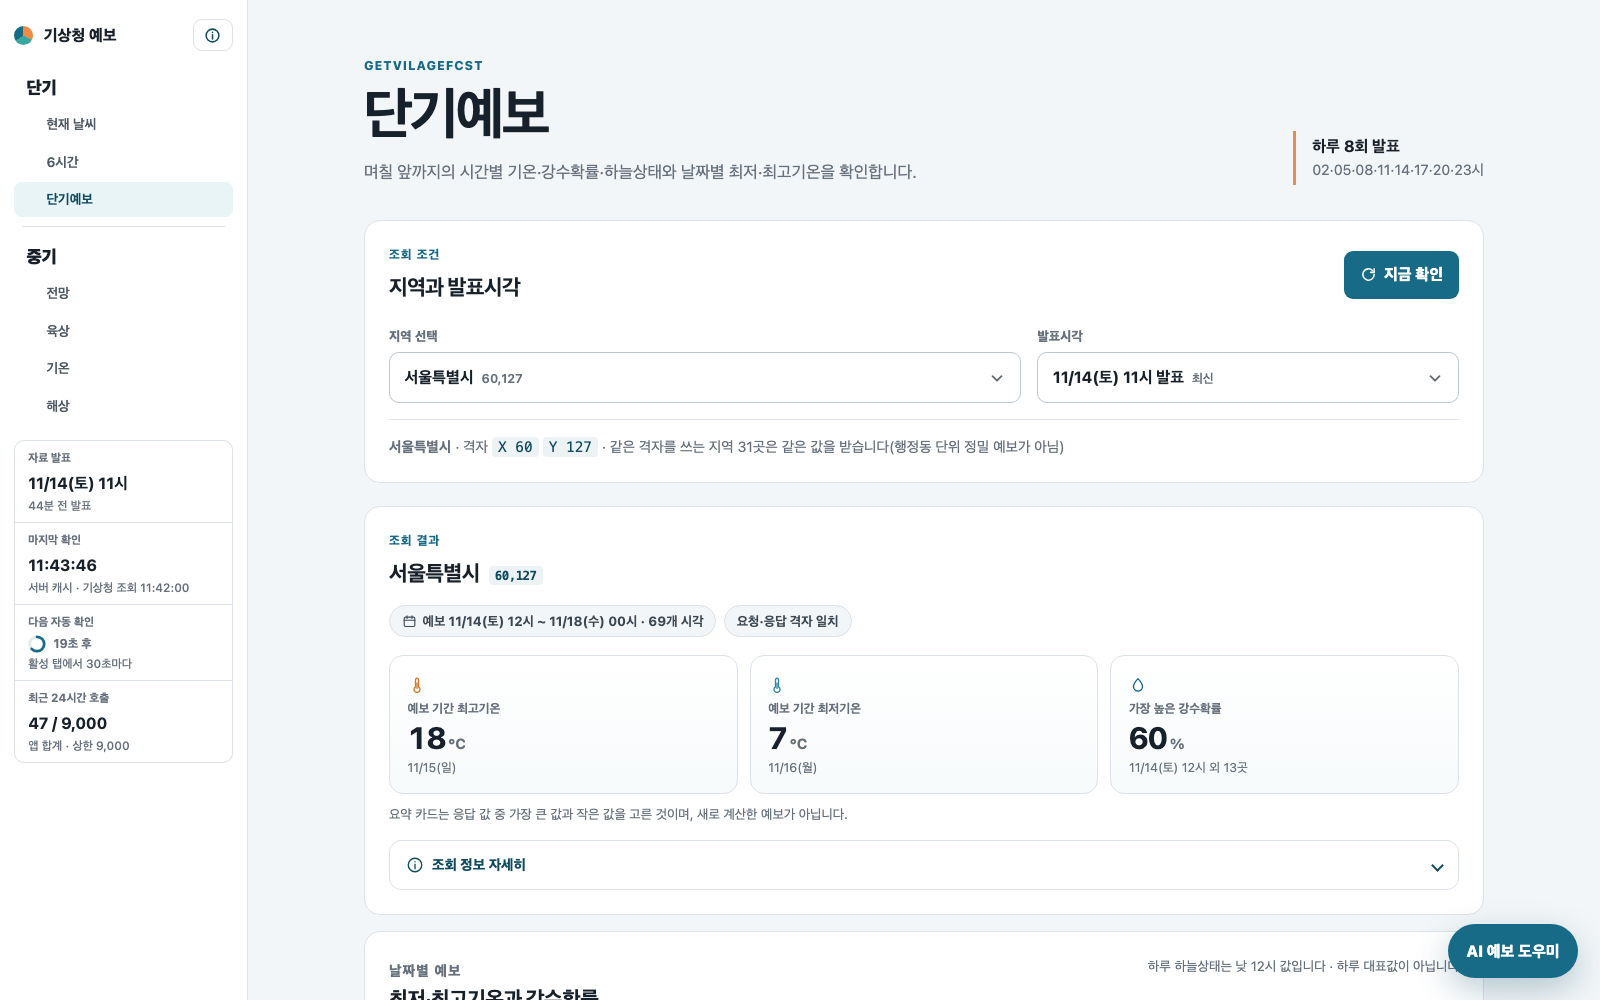 기상청 예보
단기
현재 날씨
6시간
단기예보
중기
전망
육상
기온
해상
자료 발표
11/14(토) 11시
44분 전 발표
마지막 확인
11:43:46
서버 캐시 · 기상청 조회 11:42:00
다음 자동 확인
19초 후
활성 탭에서 30초마다
최근 24시간 호출
47 / 9,000
앱 합계 · 상한 9,000
GETVILAGEFCST
단기예보
며칠 앞까지의 시간별 기온·강수확률·하늘상태와 날짜별 최저·최고기온을 확인합니다.
하루 8회 발표
02·05·08·11·14·17·20·23시
조회 조건
지역과 발표시각
지금 확인
지역 선택
서울특별시 60,127
발표시각
11/14(토) 11시 발표 최신
서울특별시 · 격자 X 60 Y 127 · 같은 격자를 쓰는 지역 31곳은 같은 값을 받습니다(행정동 단위 정밀 예보가 아님)
조회 결과
서울특별시 60,127
예보 11/14(토) 12시 ~ 11/18(수) 00시 · 69개 시각
요청·응답 격자 일치
예보 기간 최고기온
18°C
11/15(일)
예보 기간 최저기온
7°C
11/16(월)
가장 높은 강수확률
60%
11/14(토) 12시 외 13곳
요약 카드는 응답 값 중 가장 큰 값과 작은 값을 고른 것이며, 새로 계산한 예보가 아닙니다.
조회 정보 자세히
날짜별 예보
최저·최고기온과 강수확률
하루 하늘상태는 낮 12시 값입니다 · 하루 대표값이 아닙니다
AI 예보 도우미